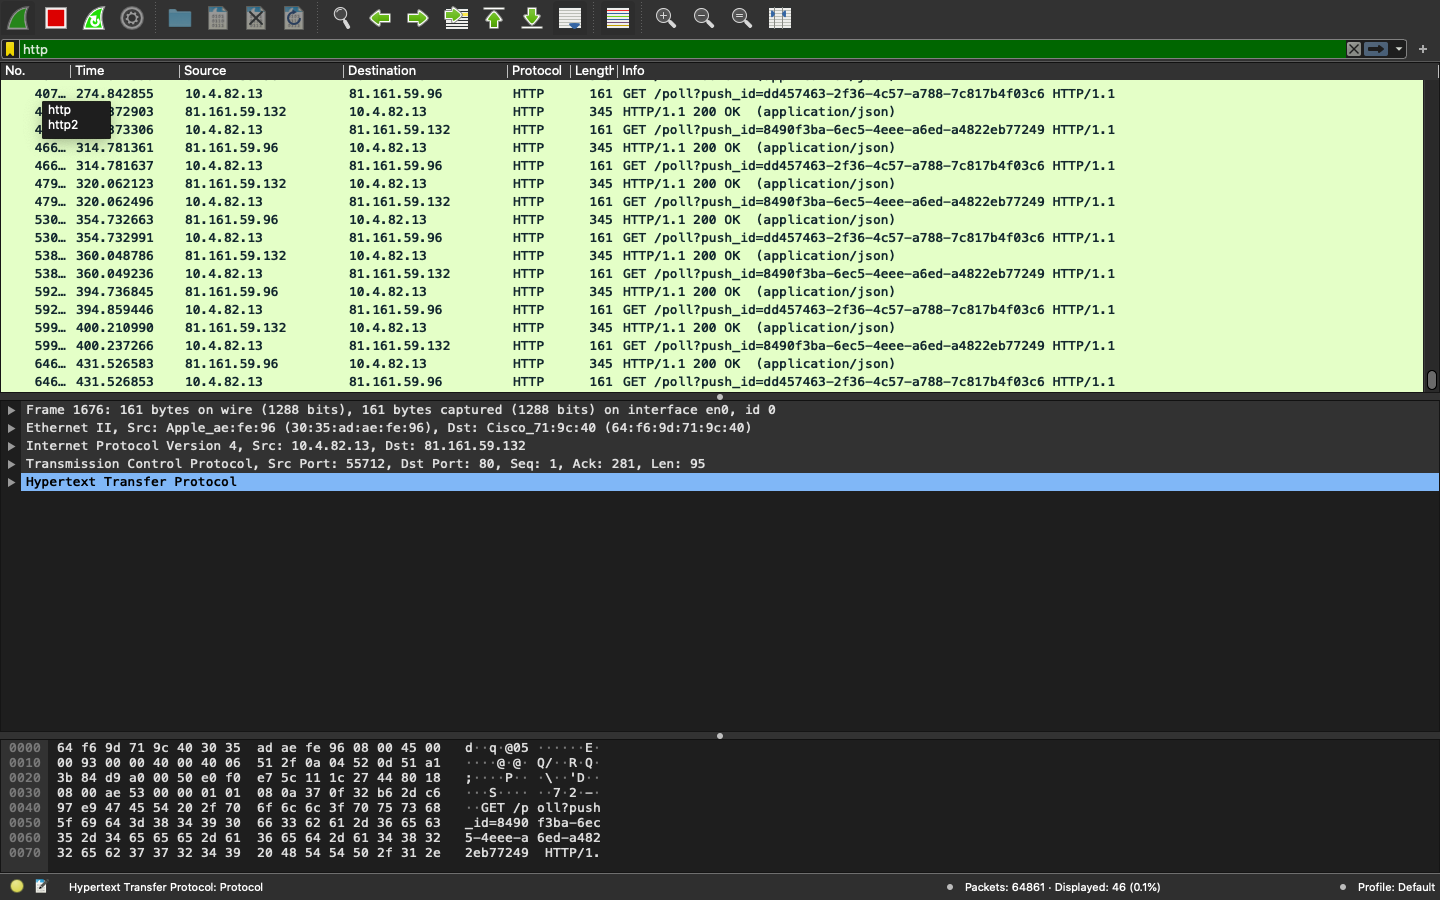 http
No. Time Source Destination Protocol Length Info
407… 274.842855 10.4.82.13 81.161.59.96 HTTP 161 GET /poll?push_id=dd457463-2f36-4c57-a788-7c817b4f03c6 HTTP/1.1
http
http2
4 372903 81.161.59.132 10.4.82.13 HTTP 345 HTTP/1.1 200 OK (application/json)
4 373306 10.4.82.13 81.161.59.132 HTTP 161 GET /poll?push_id=8490f3ba-6ec5-4eee-a6ed-a4822eb77249 HTTP/1.1
466… 314.781361 81.161.59.96 10.4.82.13 HTTP 345 HTTP/1.1 200 OK (application/json)
466… 314.781637 10.4.82.13 81.161.59.96 HTTP 161 GET /poll?push_id=dd457463-2f36-4c57-a788-7c817b4f03c6 HTTP/1.1
479… 320.062123 81.161.59.132 10.4.82.13 HTTP 345 HTTP/1.1 200 OK (application/json)
479… 320.062496 10.4.82.13 81.161.59.132 HTTP 161 GET /poll?push_id=8490f3ba-6ec5-4eee-a6ed-a4822eb77249 HTTP/1.1
530… 354.732663 81.161.59.96 10.4.82.13 HTTP 345 HTTP/1.1 200 OK (application/json)
530… 354.732991 10.4.82.13 81.161.59.96 HTTP 161 GET /poll?push_id=dd457463-2f36-4c57-a788-7c817b4f03c6 HTTP/1.1
538… 360.048786 81.161.59.132 10.4.82.13 HTTP 345 HTTP/1.1 200 OK (application/json)
538… 360.049236 10.4.82.13 81.161.59.132 HTTP 161 GET /poll?push_id=8490f3ba-6ec5-4eee-a6ed-a4822eb77249 HTTP/1.1
592… 394.736845 81.161.59.96 10.4.82.13 HTTP 345 HTTP/1.1 200 OK (application/json)
592… 394.859446 10.4.82.13 81.161.59.96 HTTP 161 GET /poll?push_id=dd457463-2f36-4c57-a788-7c817b4f03c6 HTTP/1.1
599… 400.210990 81.161.59.132 10.4.82.13 HTTP 345 HTTP/1.1 200 OK (application/json)
599… 400.237266 10.4.82.13 81.161.59.132 HTTP 161 GET /poll?push_id=8490f3ba-6ec5-4eee-a6ed-a4822eb77249 HTTP/1.1
646… 431.526583 81.161.59.96 10.4.82.13 HTTP 345 HTTP/1.1 200 OK (application/json)
646… 431.526853 10.4.82.13 81.161.59.96 HTTP 161 GET /poll?push_id=dd457463-2f36-4c57-a788-7c817b4f03c6 HTTP/1.1
Frame 1676: 161 bytes on wire (1288 bits), 161 bytes captured (1288 bits) on interface en0, id 0
Ethernet II, Src: Apple_ae:fe:96 (30:35:ad:ae:fe:96), Dst: Cisco_71:9c:40 (64:f6:9d:71:9c:40)
Internet Protocol Version 4, Src: 10.4.82.13, Dst: 81.161.59.132
Transmission Control Protocol, Src Port: 55712, Dst Port: 80, Seq: 1, Ack: 281, Len: 95
Hypertext Transfer Protocol
0000 64 f6 9d 71 9c 40 30 35 ad ae fe 96 08 00 45 00 d··q·@05 ······E·
0010 00 93 00 00 40 00 40 06 51 2f 0a 04 52 0d 51 a1 ····@·@· Q/··R·Q·
0020 3b 84 d9 a0 00 50 e0 f0 e7 5c 11 1c 27 44 80 18 ;····P·· ·\··'D··
0030 08 00 ae 53 00 00 01 01 08 0a 37 0f 32 b6 2d c6 ···S···· ··7·2·-·
0040 97 e9 47 45 54 20 2f 70 6f 6c 6c 3f 70 75 73 68 ··GET /p oll?push
0050 5f 69 64 3d 38 34 39 30 66 33 62 61 2d 36 65 63 _id=8490 f3ba-6ec
0060 35 2d 34 65 65 65 2d 61 36 65 64 2d 61 34 38 32 5-4eee-a 6ed-a482
0070 32 65 62 37 37 32 34 39 20 48 54 54 50 2f 31 2e 2eb77249 HTTP/1.
Hypertext Transfer Protocol: Protocol Packets: 64861 · Displayed: 46 (0.1%) Profile: Default